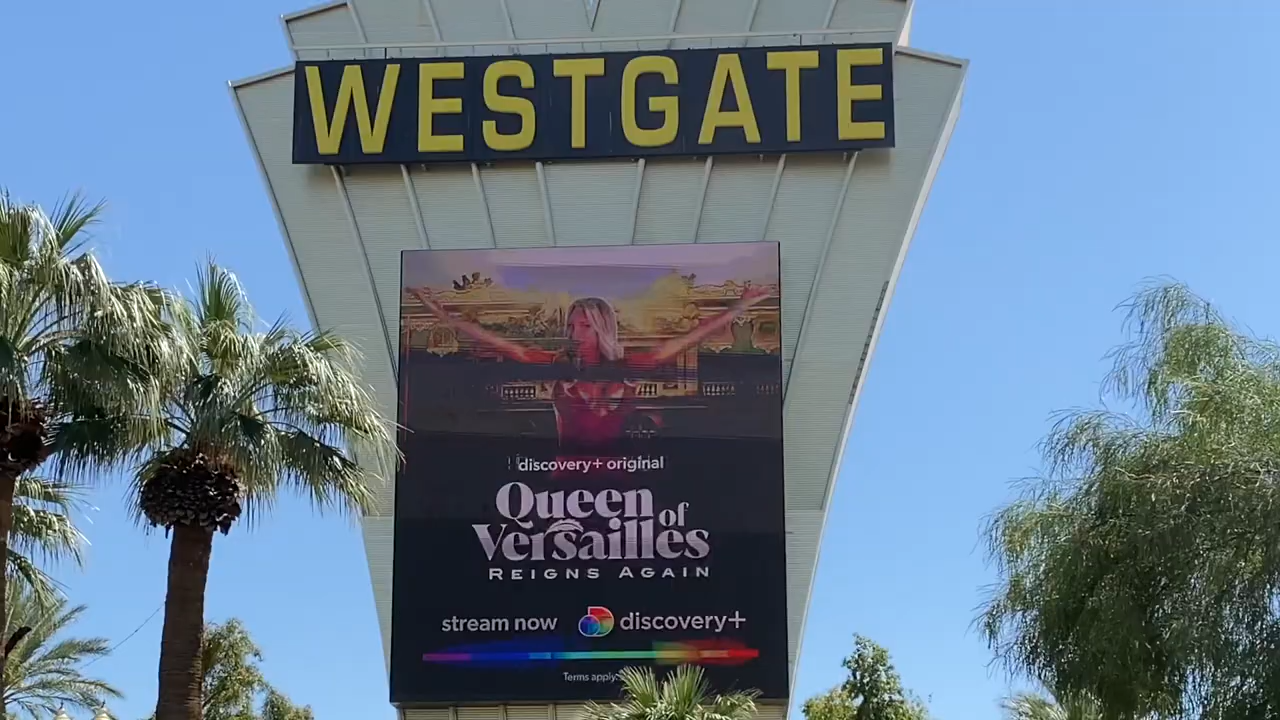 WESTGATE
discovery+ original
Queen of
Versailles
REIGNS AGAIN
stream now discovery+
Terms apply.